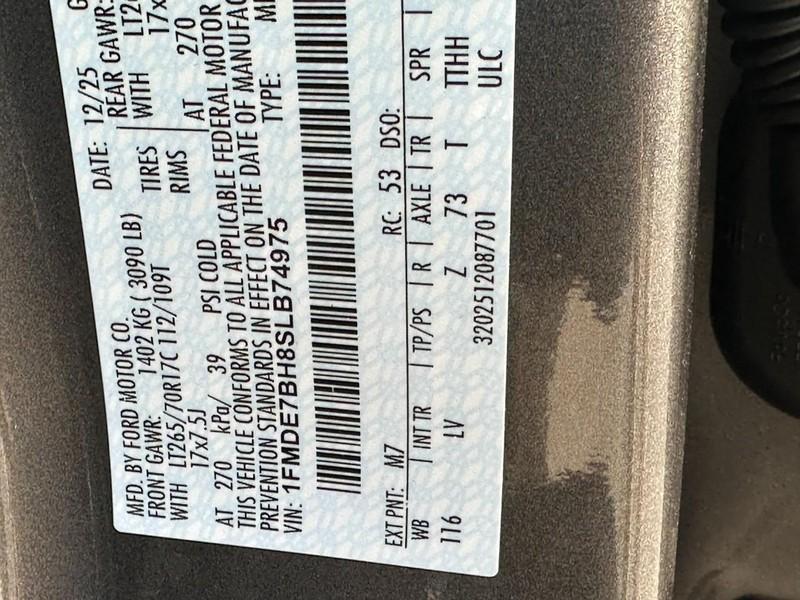 MFD. BY FORD MOTOR CO.
DATE: 12/25
FRONT GAWR: 1402 KG ( 3090 LB)
REAR GAWR:
WITH LT265/70R17C 112/109T TIRES WITH
17x7.5J RIMS
AT 270 kPa/ 39 PSI COLD AT 270
THIS VEHICLE CONFORMS TO ALL APPLICABLE FEDERAL MOTOR
PREVENTION STANDARDS IN EFFECT ON THE DATE OF MANUFAC
VIN: 1FMDE7BH8SLB74975 TYPE:
EXT PNT: M7 RC: 53 DSO:
WB INT TR TP/PS R AXLE TR SPR
116 LV Z 73 T TTHH
3202512087701 ULC